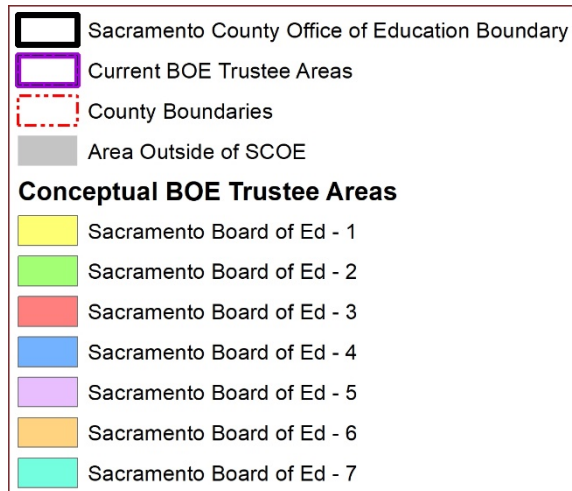 Sacramento County Office of Education Boundary
Current BOE Trustee Areas
County Boundaries
Area Outside of SCOE
Conceptual BOE Trustee Areas
Sacramento Board of Ed - 1
Sacramento Board of Ed - 2
Sacramento Board of Ed - 3
Sacramento Board of Ed - 4
Sacramento Board of Ed - 5
Sacramento Board of Ed - 6
Sacramento Board of Ed - 7